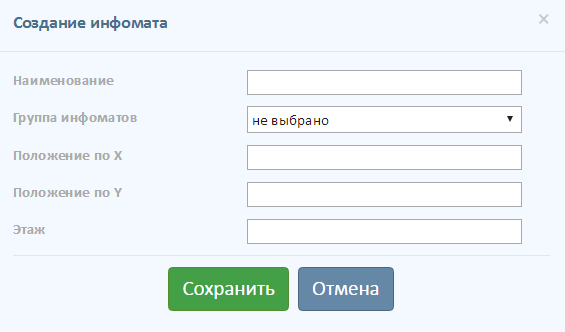 Создание инфомата
×
Наименование
Группа инфоматов
не выбрано
Положение по X
Положение по Y
Этаж
Сохранить
Отмена